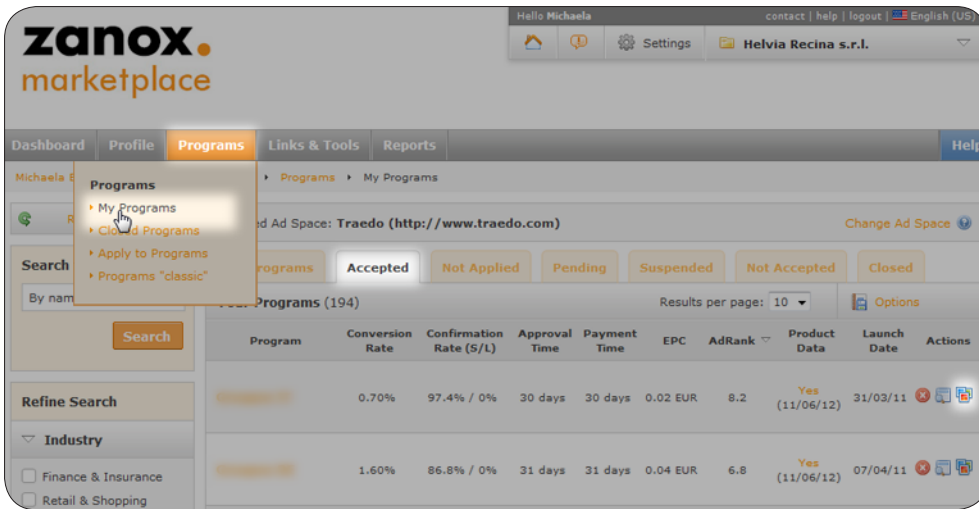 Hello Michaela
contact | help | logout | English (US)
zanox.
marketplace
Settings
Helvia Recina s.r.l.
Dashboard Profile Programs Links & Tools Reports Help
Michaela Programs My Programs
Programs
My Programs
Closed Programs
Apply to Programs
Programs "classic"
d Ad Space: Traedo (http://www.traedo.com)
Change Ad Space
Search
rograms Accepted Not Applied Pending Suspended Not Accepted Closed
By nam
Programs (194)
Results per page: 10
Options
Search
Program Conversion Rate Confirmation Rate (S/L) Approval Time Payment Time EPC AdRank Product Data Launch Date Actions
0.70% 97.4% / 0% 30 days 30 days 0.02 EUR 8.2 Yes (11/06/12) 31/03/11
Refine Search
Industry
1.60% 86.8% / 0% 31 days 31 days 0.04 EUR 6.8 Yes (11/06/12) 07/04/11
Finance & Insurance
Retail & Shopping